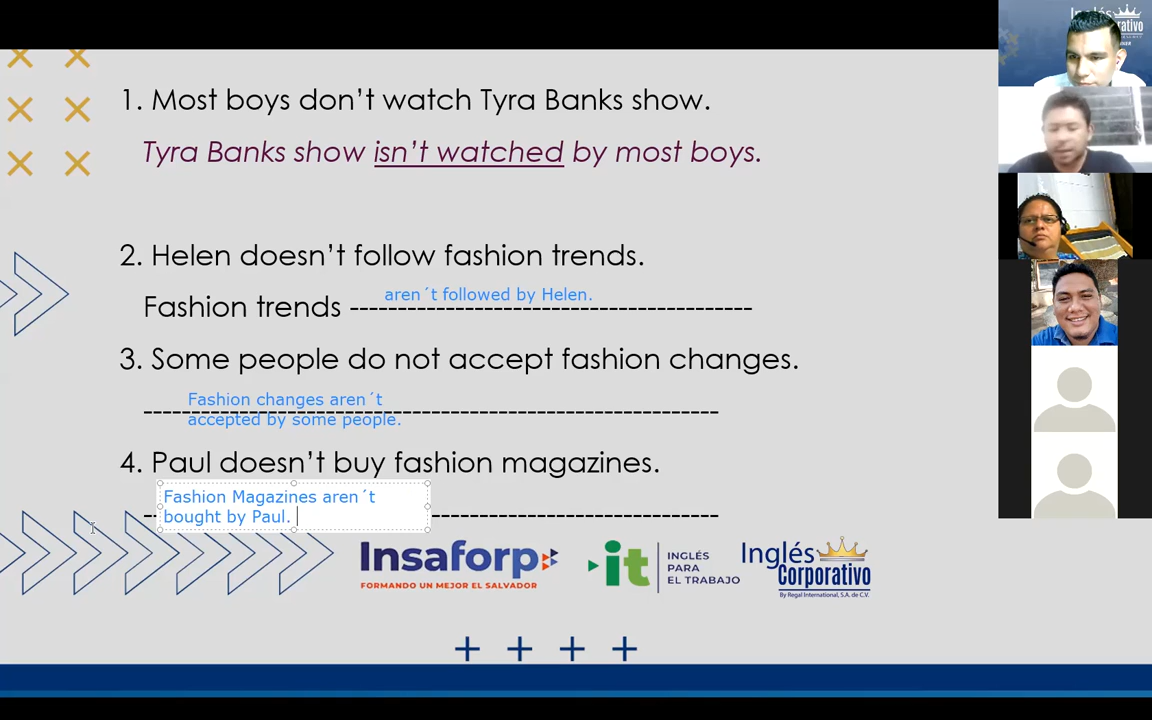 1. Most boys don't watch Tyra Banks show.
Tyra Banks show isn't watched by most boys.
2. Helen doesn't follow fashion trends.
Fashion trends ------------------------------------------
aren´t followed by Helen.
3. Some people do not accept fashion changes.
Fashion changes aren´t
accepted by some people.
4. Paul doesn't buy fashion magazines.
Fashion Magazines aren´t
bought by Paul.
Insaforp
FORMANDO UN MEJOR EL SALVADOR
it
INGLÉS
PARA
EL TRABAJO
Inglés
Corporativo
By Regal International, S.A. de C.V.